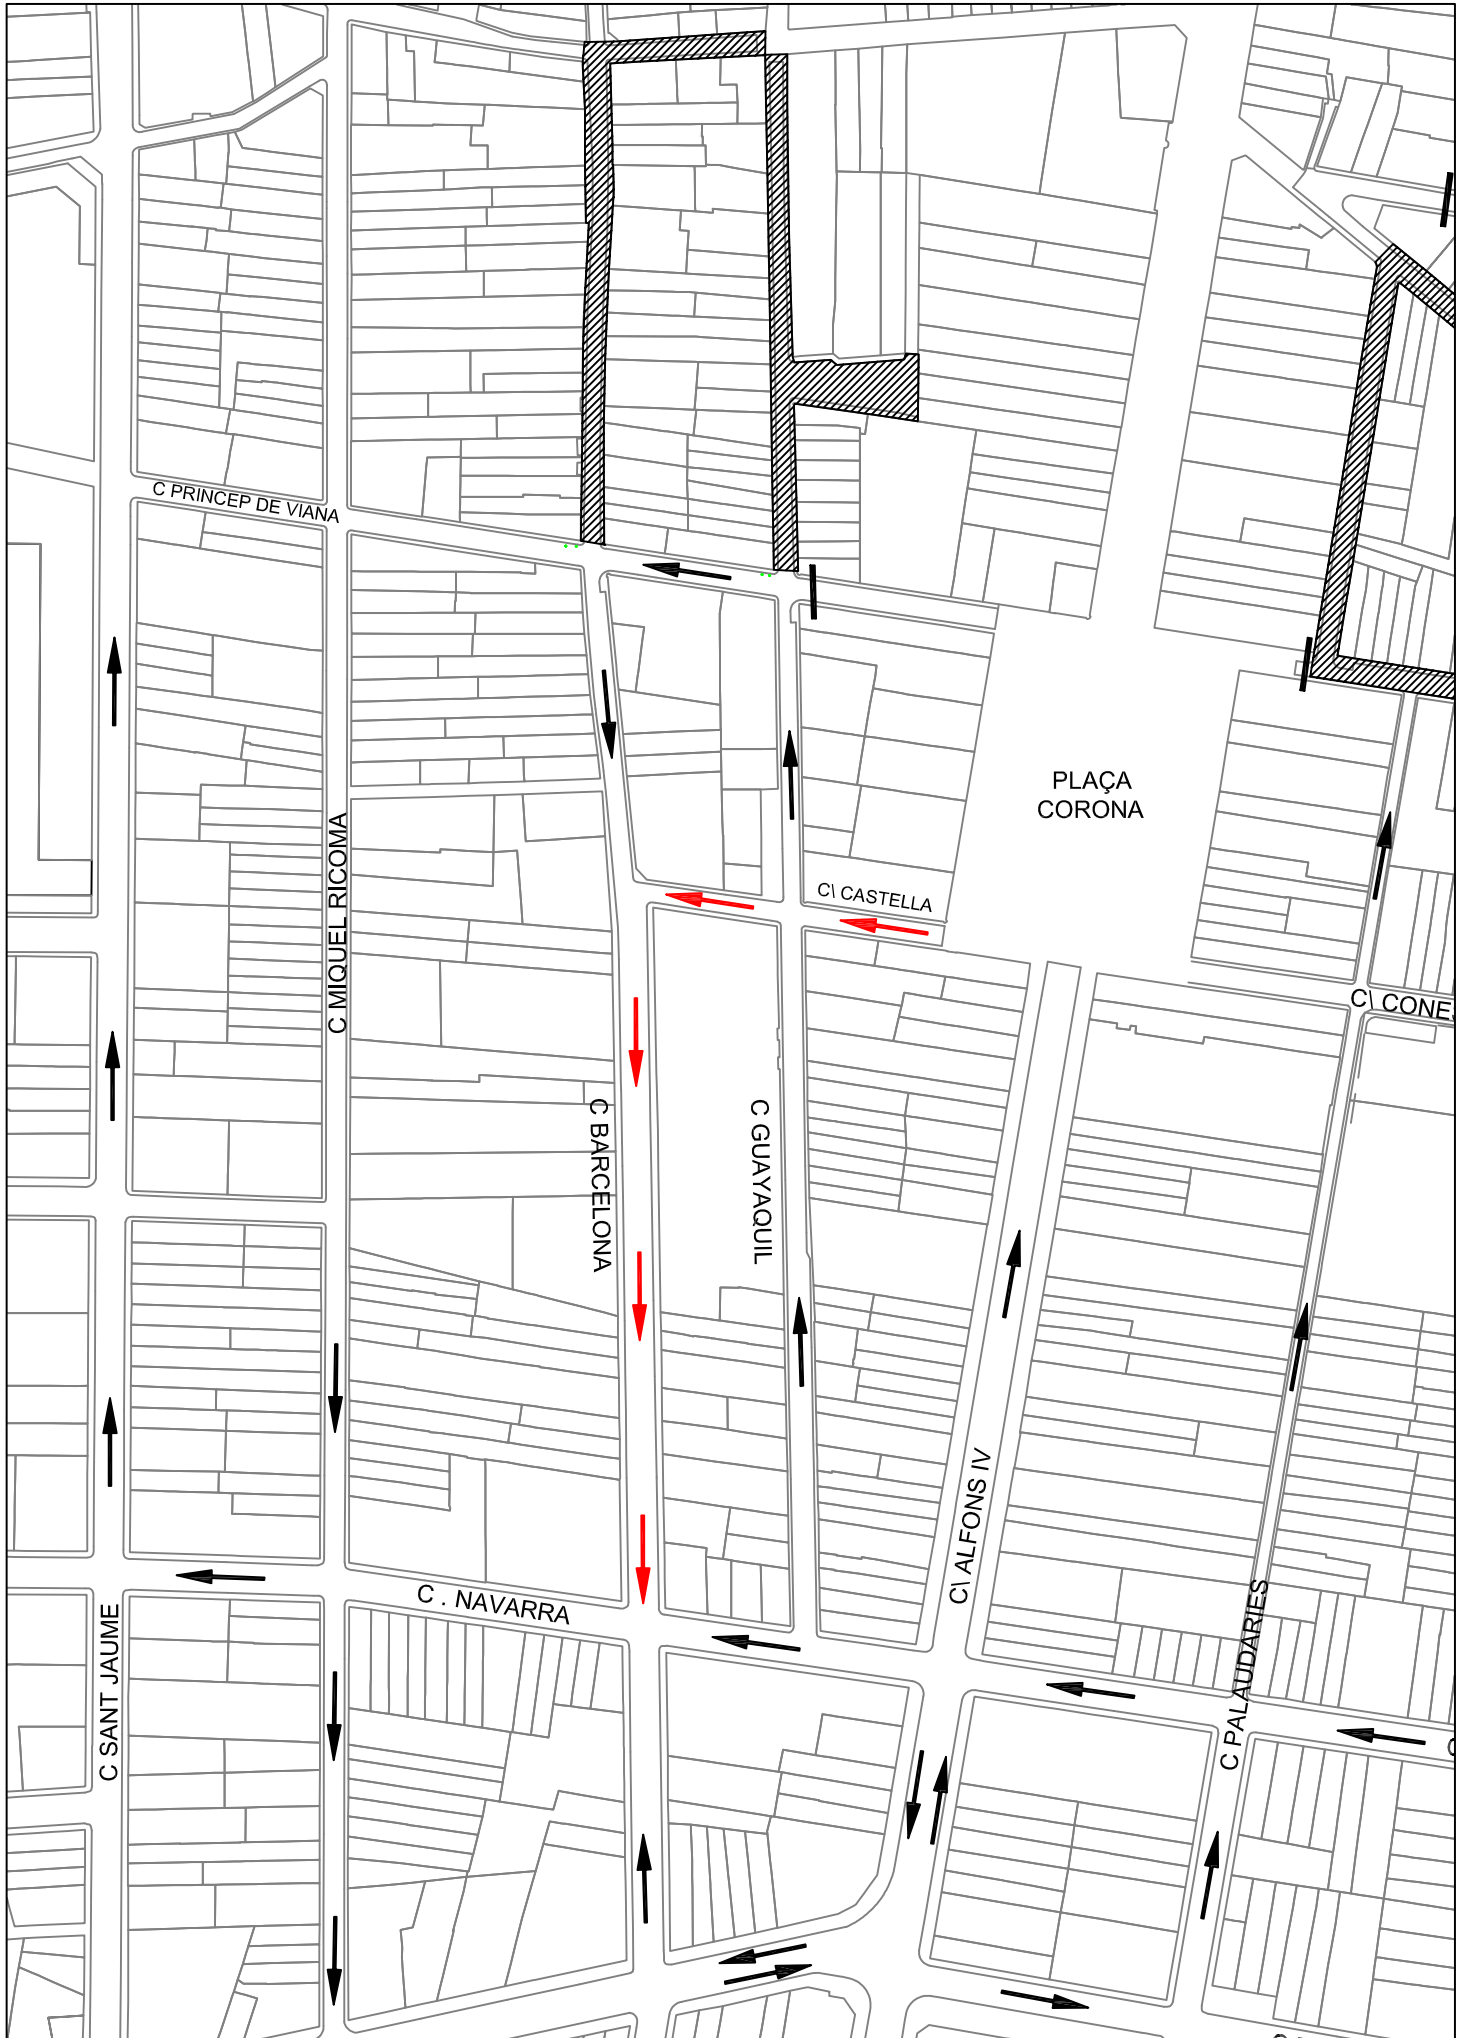 C PRINCEP DE VIANA
PLAÇA
CORONA
C MIQUEL RICOMA
C\ CASTELLA
C\ CONES
C BARCELONA
C GUAYAQUIL
C\ ALFONS IV
C . NAVARRA
C SANT JAUME
C PALAUDARIES